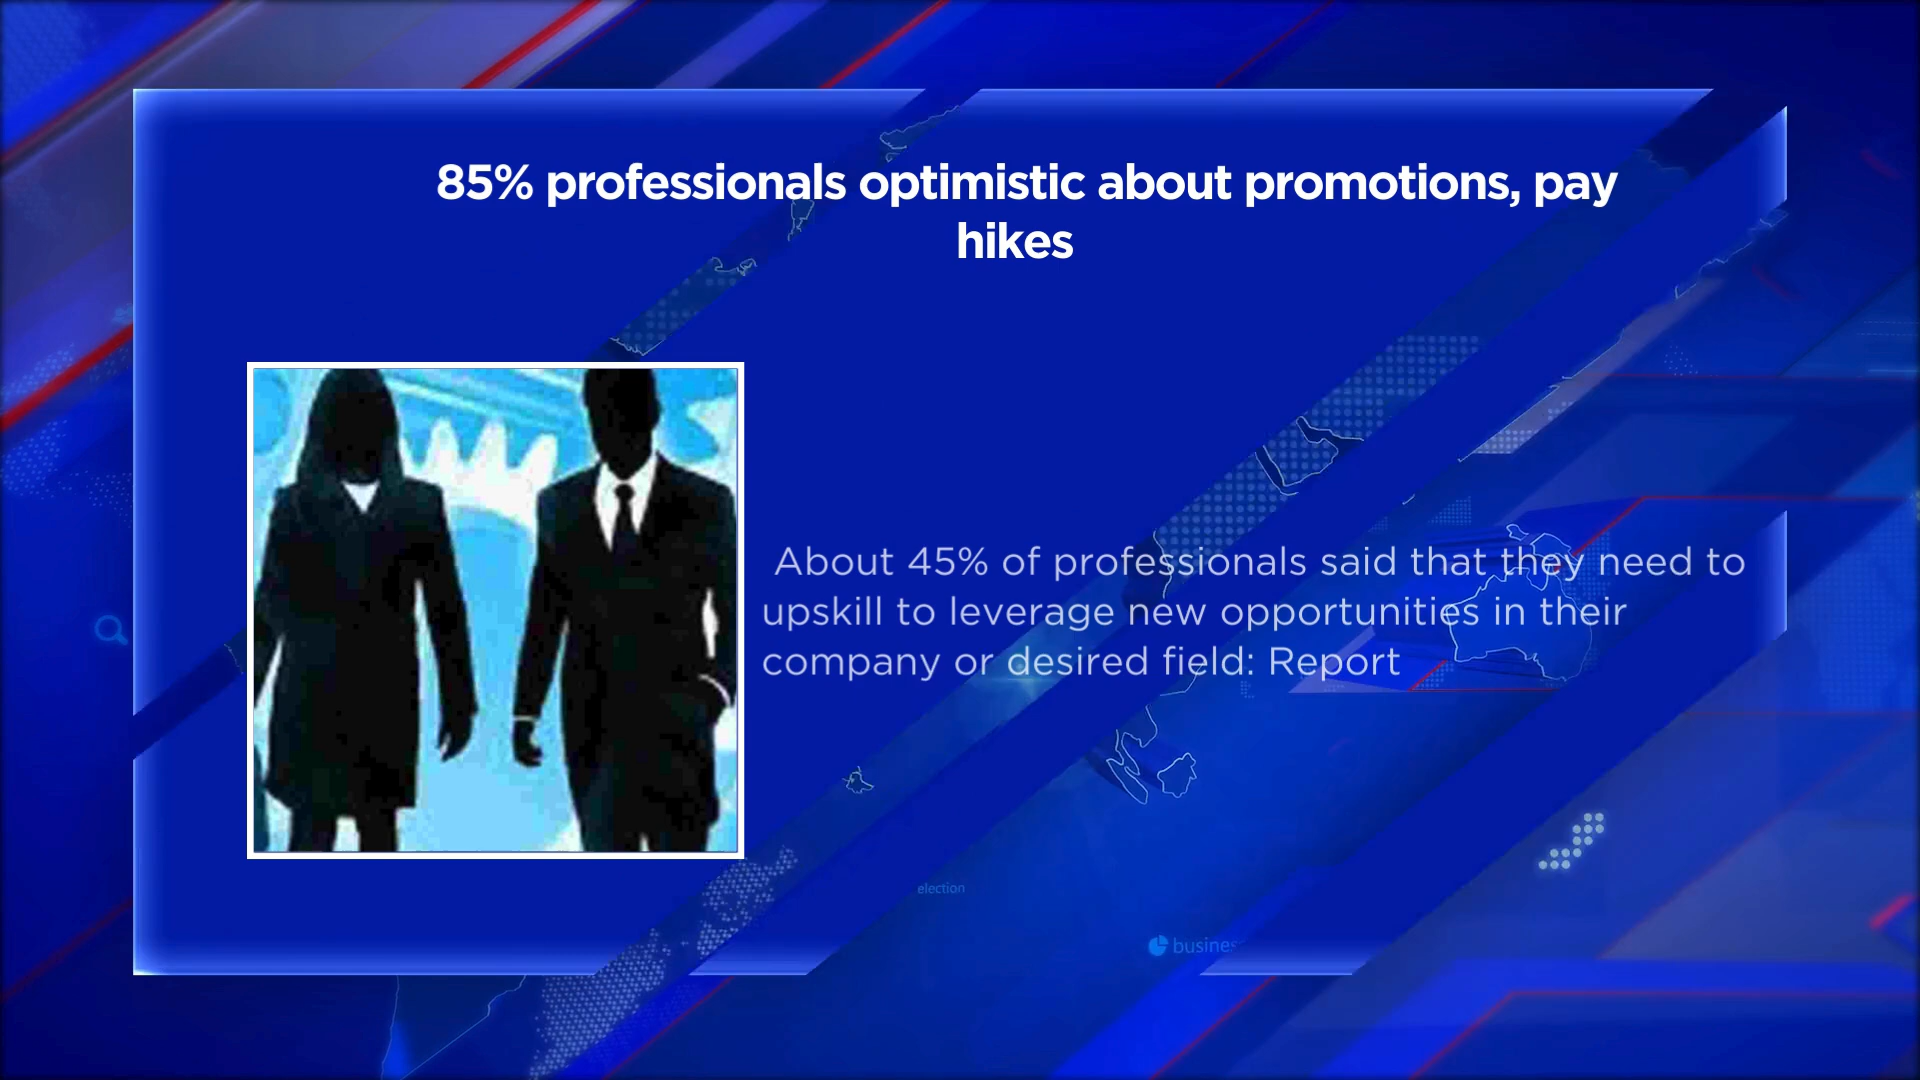 85% professionals optimistic about promotions, pay
hikes
About 45% of professionals said that they need to
upskill to leverage new opportunities in their
company or desired field: Report
election
busines